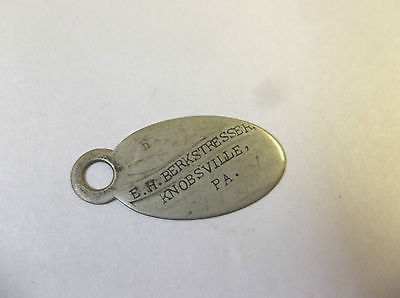 E.H. BERKSTRESSER,
KNOBSVILLE,
PA.